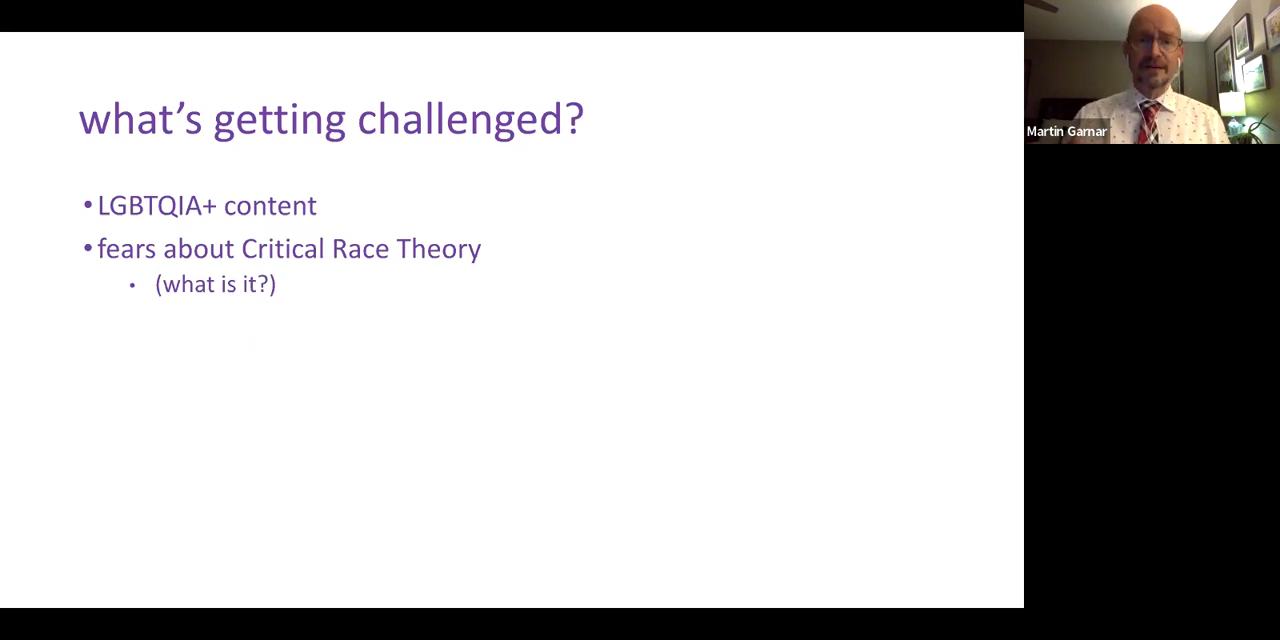 what's getting challenged?
•LGBTQIA+ content
•fears about Critical Race Theory
• (what is it?)
Martin Garnar